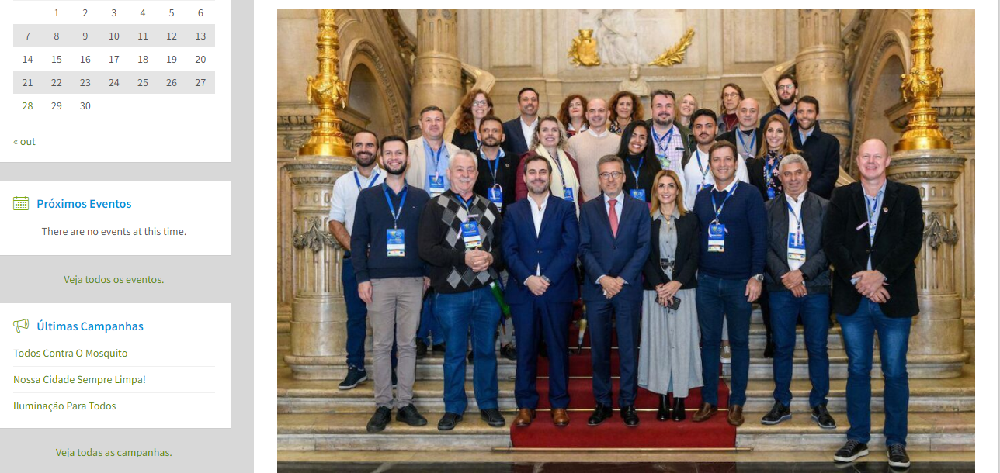 1 2 3 4 5 6
7 8 9 10 11 12 13
14 15 16 17 18 19 20
21 22 23 24 25 26 27
28 29 30
« out
Próximos Eventos
There are no events at this time.
Veja todos os eventos.
Últimas Campanhas
Todos Contra O Mosquito
Nossa Cidade Sempre Limpa!
Iluminação Para Todos
Veja todas as campanhas.